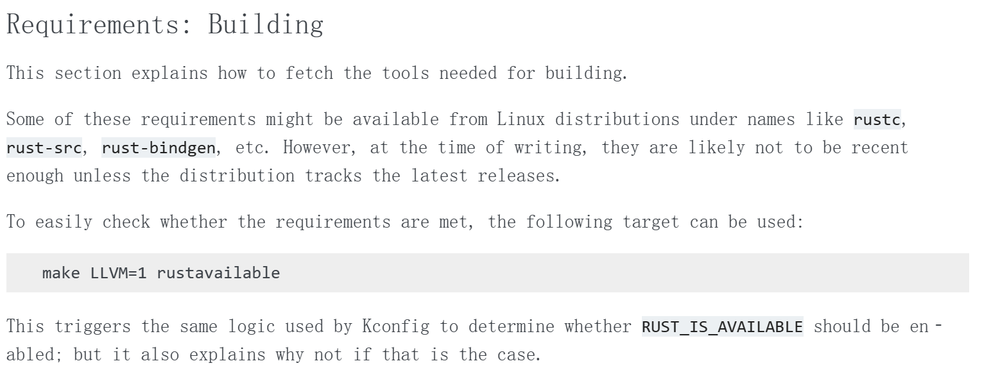 Requirements: Building
This section explains how to fetch the tools needed for building.
Some of these requirements might be available from Linux distributions under names like rustc,
rust-src, rust-bindgen, etc. However, at the time of writing, they are likely not to be recent
enough unless the distribution tracks the latest releases.
To easily check whether the requirements are met, the following target can be used:
make LLVM=1 rustavailable
This triggers the same logic used by Kconfig to determine whether RUST_IS_AVAILABLE should be en-
abled; but it also explains why not if that is the case.